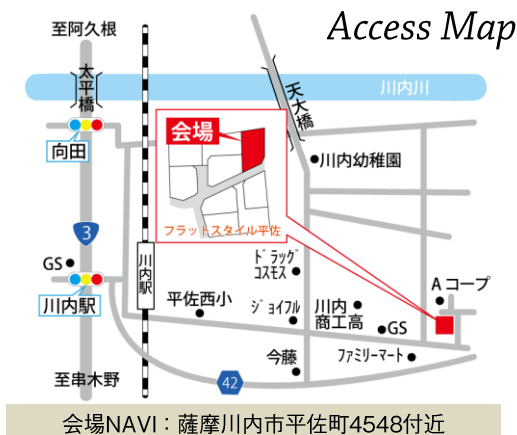 Access Map
至阿久根
太平橋
川内川
天大橋
会場
向田
川内幼稚園
フラットスタイル平佐
3
GS
ﾄﾞﾗｯｸﾞ
ｺｽﾓｽ
川内駅
Aコープ
川内駅
平佐西小
ｼﾞｮｲﾌﾙ
川内
商工高
GS
今藤
ﾌｧﾐﾘｰﾏｰﾄ
至串木野
42
会場NAVI：薩摩川内市平佐町4548付近